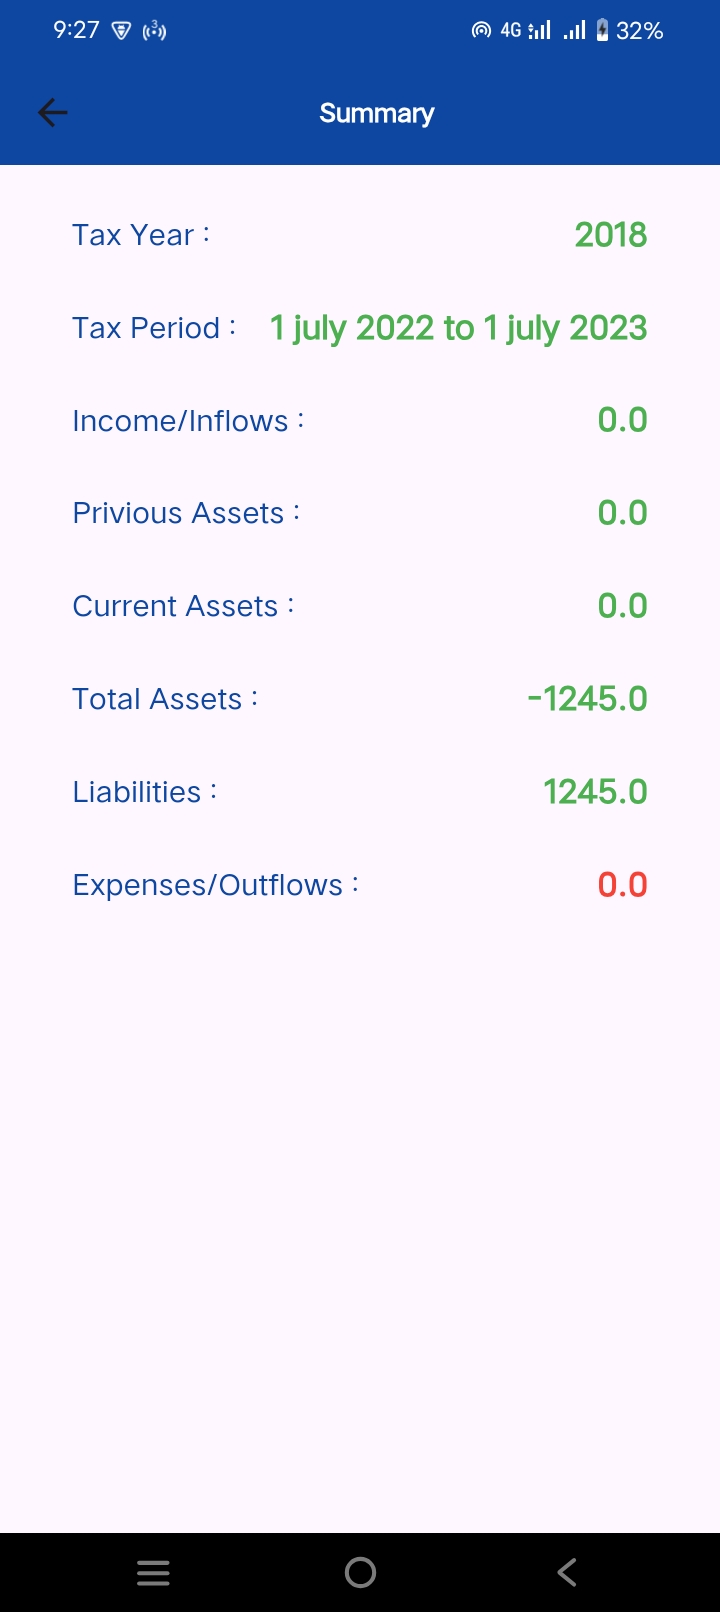 9:27 3 4G 32%
Summary
Tax Year : 2018
Tax Period : 1 july 2022 to 1 july 2023
Income/Inflows : 0.0
Privious Assets : 0.0
Current Assets : 0.0
Total Assets : -1245.0
Liabilities : 1245.0
Expenses/Outflows : 0.0